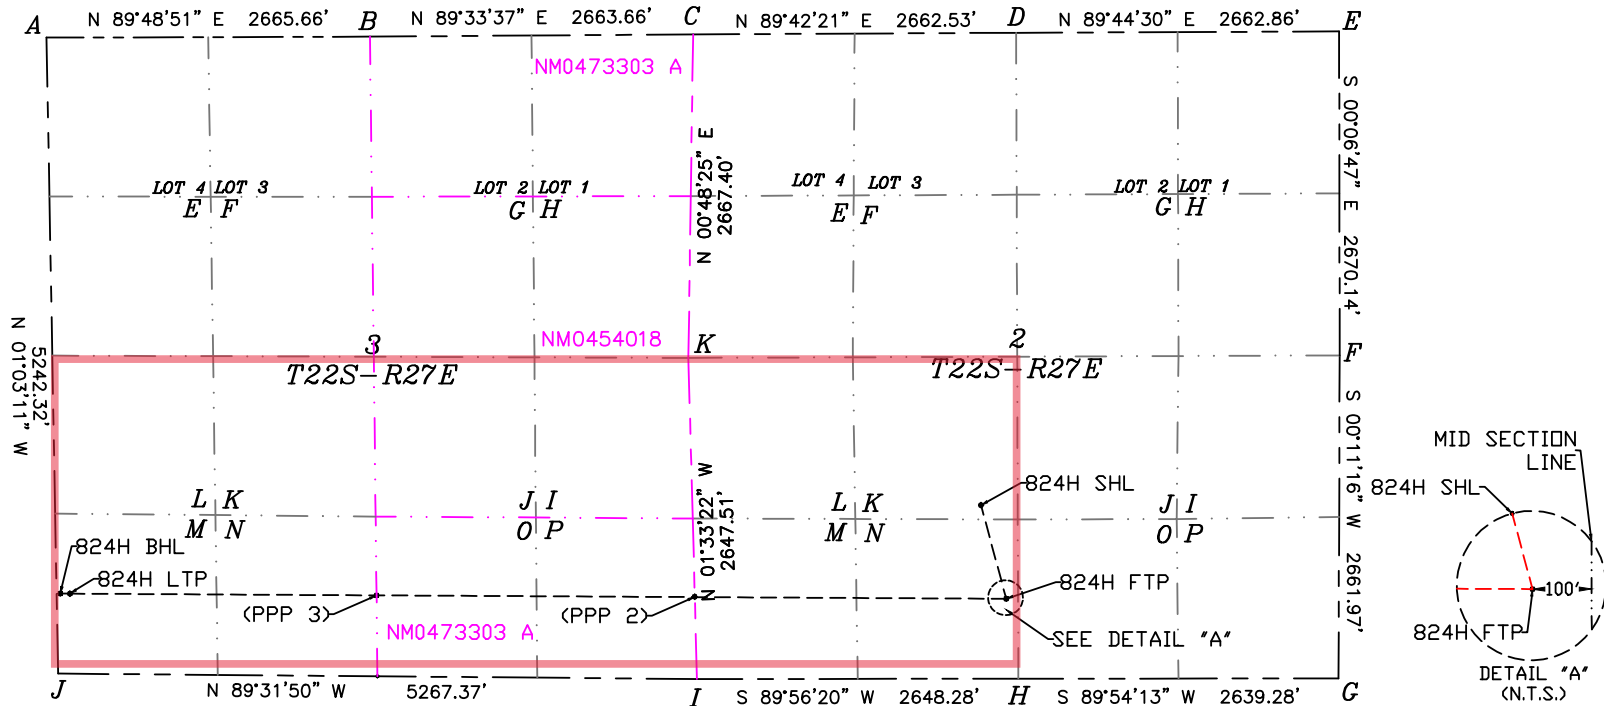 A
N 89°48'51" E 2665.66'
B
N 89°33'37" E 2663.66'
C
N 89°42'21" E 2662.53'
D
N 89°44'30" E 2662.86'
E
NM0473303 A
N 00°48'25" E
2667.40'
S 00°06'47" E 2670.14'
LOT 4 LOT 3
E F
LOT 2 LOT 1
G H
LOT 4 LOT 3
E F
LOT 2 LOT 1
G H
N 01°03'11" W
5242.32'
3
T22S-R27E
NM0454018
K
2
T22S-R27E
F
S 00°11'16" W 2661.97'
N 01°33'22" W
2647.51'
L K
M N
J I
O P
L K
M N
J I
O P
824H SHL
824H BHL
824H LTP
(PPP 3)
(PPP 2)
824H FTP
NM0473303 A
SEE DETAIL "A"
MID SECTION
LINE
824H SHL
100'
824H FTP
DETAIL "A"
(N.T.S.)
J
N 89°31'50" W 5267.37'
I
S 89°56'20" W 2648.28'
H
S 89°54'13" W 2639.28'
G